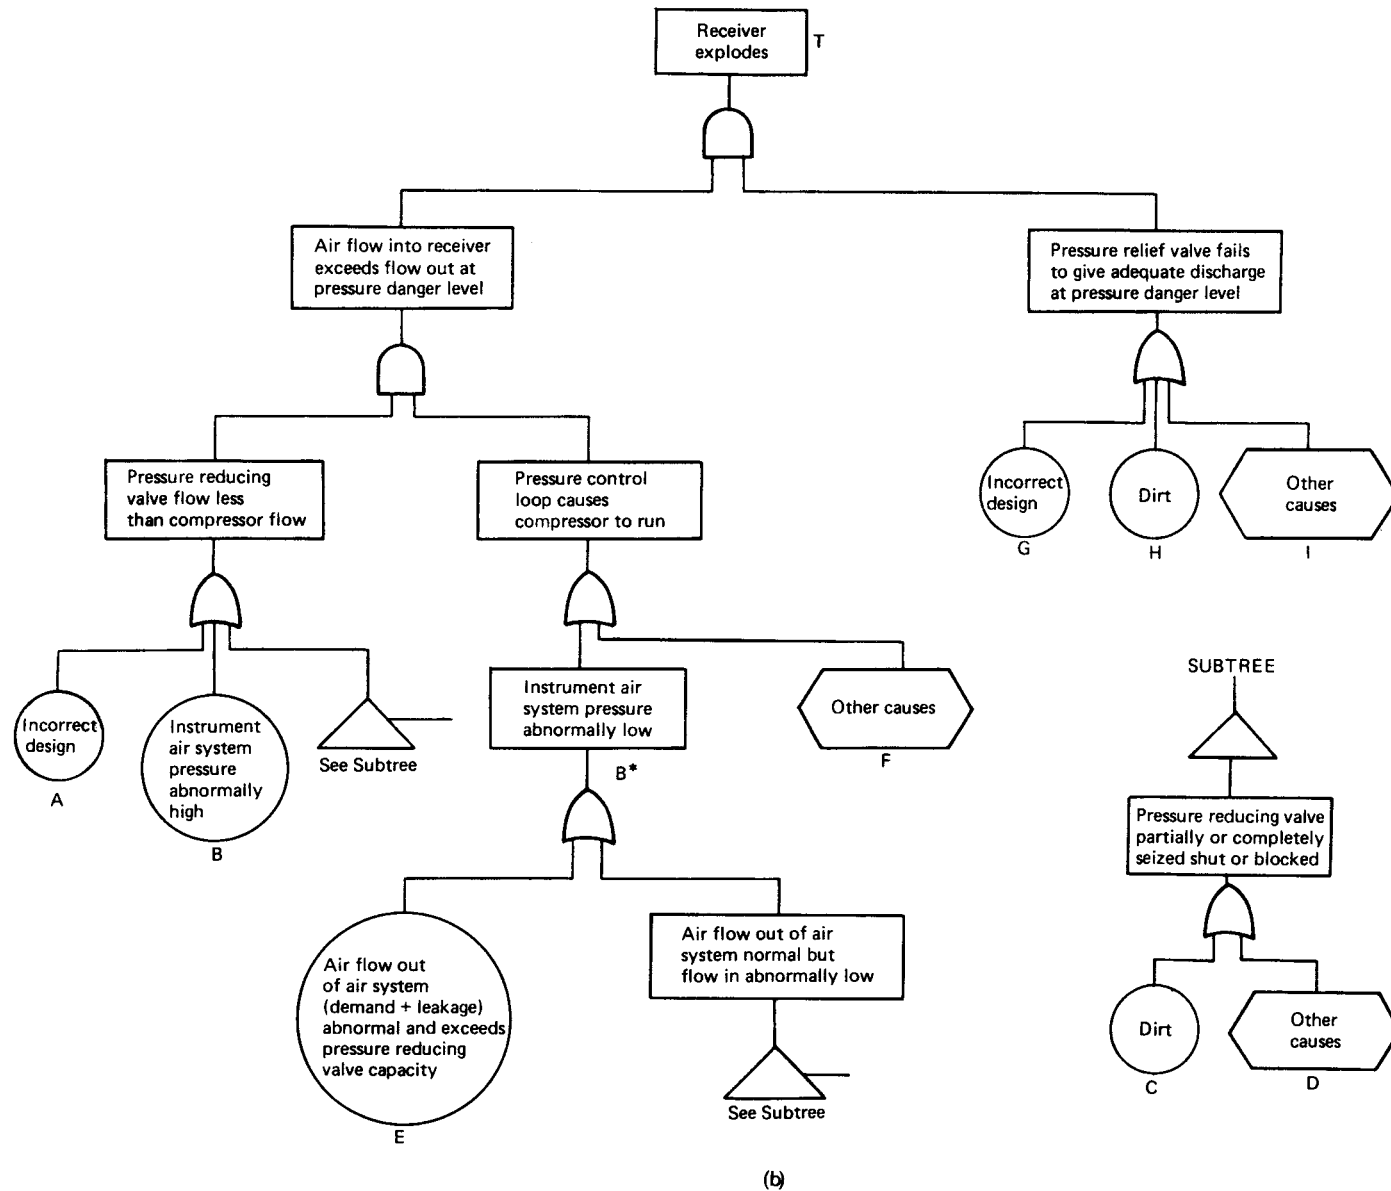 Receiver
explodes
T
Air flow into receiver
exceeds flow out at
pressure danger level
Pressure relief valve fails
to give adequate discharge
at pressure danger level
Pressure reducing
valve flow less
than compressor flow
Pressure control
loop causes
compressor to run
Incorrect
design
G
Dirt
H
Other
causes
I
Incorrect
design
A
Instrument
air system
pressure
abnormally
high
B
See Subtree
Instrument air
system pressure
abnormally low
B*
Other causes
F
SUBTREE
Pressure reducing valve
partially or completely
seized shut or blocked
Air flow out
of air system
(demand + leakage)
abnormal and exceeds
pressure reducing
valve capacity
E
Air flow out of air
system normal but
flow in abnormally low
See Subtree
Dirt
C
Other
causes
D
(b)